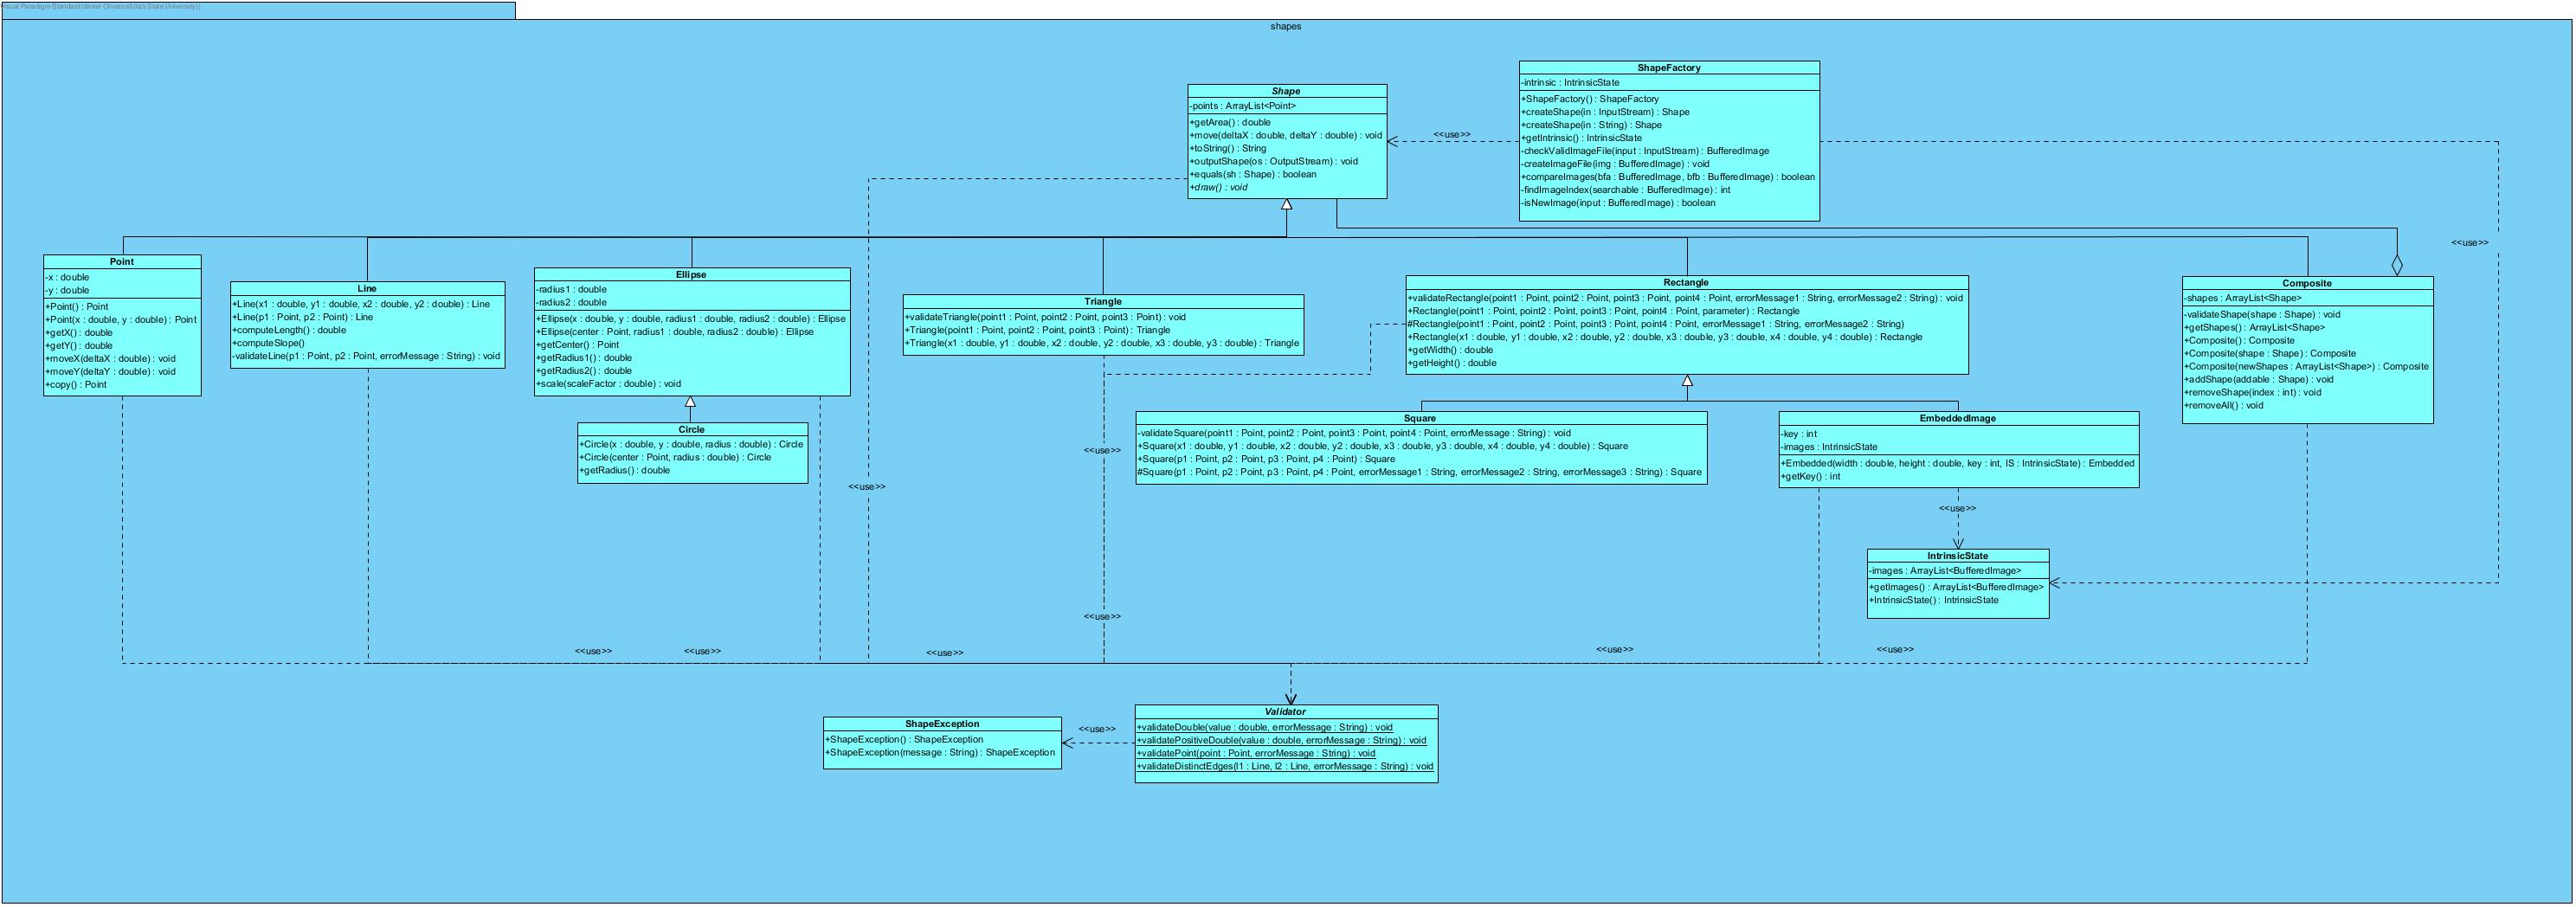 Visual Paradigm Standard(daniel Oliveira(Utah State University))
shapes
Shape
-points : ArrayList<Point>
+getArea() : double
+move(deltaX : double, deltaY : double) : void
+toString() : String
+outputShape(os : OutputStream) : void
+equals(sh : Shape) : boolean
+draw() : void
<<use>>
ShapeFactory
-intrinsic : IntrinsicState
+ShapeFactory() : ShapeFactory
+createShape(in : InputStream) : Shape
+createShape(in : String) : Shape
+getIntrinsic() : IntrinsicState
-checkValidImageFile(input : InputStream) : BufferedImage
-createImageFile(img : BufferedImage) : void
+compareImages(bfa : BufferedImage, bfb : BufferedImage) : boolean
-findImageIndex(searchable : BufferedImage) : int
-isNewImage(input : BufferedImage) : boolean
<<use>>
Point
-x : double
-y : double
+Point() : Point
+Point(x : double, y : double) : Point
+getX() : double
+getY() : double
+moveX(deltaX : double) : void
+moveY(deltaY : double) : void
+copy() : Point
Line
+Line(x1 : double, y1 : double, x2 : double, y2 : double) : Line
+Line(p1 : Point, p2 : Point) : Line
+computeLength() : double
+computeSlope()
-validateLine(p1 : Point, p2 : Point, errorMessage : String) : void
Ellipse
-radius1 : double
-radius2 : double
+Ellipse(x : double, y : double, radius1 : double, radius2 : double) : Ellipse
+Ellipse(center : Point, radius1 : double, radius2 : double) : Ellipse
+getCenter() : Point
+getRadius1() : double
+getRadius2() : double
+scale(scaleFactor : double) : void
Triangle
+validateTriangle(point1 : Point, point2 : Point, point3 : Point) : void
+Triangle(point1 : Point, point2 : Point, point3 : Point) : Triangle
+Triangle(x1 : double, y1 : double, x2 : double, y2 : double, x3 : double, y3 : double) : Triangle
Rectangle
+validateRectangle(point1 : Point, point2 : Point, point3 : Point, point4 : Point, errorMessage1 : String, errorMessage2 : String) : void
+Rectangle(point1 : Point, point2 : Point, point3 : Point, point4 : Point, parameter) : Rectangle
#Rectangle(point1 : Point, point2 : Point, point3 : Point, point4 : Point, errorMessage1 : String, errorMessage2 : String)
+Rectangle(x1 : double, y1 : double, x2 : double, y2 : double, x3 : double, y3 : double, x4 : double, y4 : double) : Rectangle
+getWidth() : double
+getHeight() : double
Composite
-shapes : ArrayList<Shape>
-validateShape(shape : Shape) : void
+getShapes() : ArrayList<Shape>
+Composite() : Composite
+Composite(shape : Shape) : Composite
+Composite(newShapes : ArrayList<Shape>) : Composite
+addShape(addable : Shape) : void
+removeShape(index : int) : void
+removeAll() : void
Circle
+Circle(x : double, y : double, radius : double) : Circle
+Circle(center : Point, radius : double) : Circle
+getRadius() : double
<<use>>
<<use>>
Square
-validateSquare(point1 : Point, point2 : Point, point3 : Point, point4 : Point, errorMessage : String) : void
+Square(x1 : double, y1 : double, x2 : double, y2 : double, x3 : double, y3 : double, x4 : double, y4 : double) : Square
+Square(p1 : Point, p2 : Point, p3 : Point, p4 : Point) : Square
#Square(p1 : Point, p2 : Point, p3 : Point, p4 : Point, errorMessage1 : String, errorMessage2 : String, errorMessage3 : String) : Square
EmbeddedImage
-key : int
-images : IntrinsicState
+Embedded(width : double, height : double, key : int, IS : IntrinsicState) : Embedded
+getKey() : int
<<use>>
IntrinsicState
-images : ArrayList<BufferedImage>
+getImages() : ArrayList<BufferedImage>
+IntrinsicState() : IntrinsicState
<<use>>
<<use>>
<<use>>
<<use>>
<<use>>
<<use>>
ShapeException
+ShapeException() : ShapeException
+ShapeException(message : String) : ShapeException
<<use>>
Validator
+validateDouble(value : double, errorMessage : String) : void
+validatePositiveDouble(value : double, errorMessage : String) : void
+validatePoint(point : Point, errorMessage : String) : void
+validateDistinctEdges(l1 : Line, l2 : Line, errorMessage : String) : void